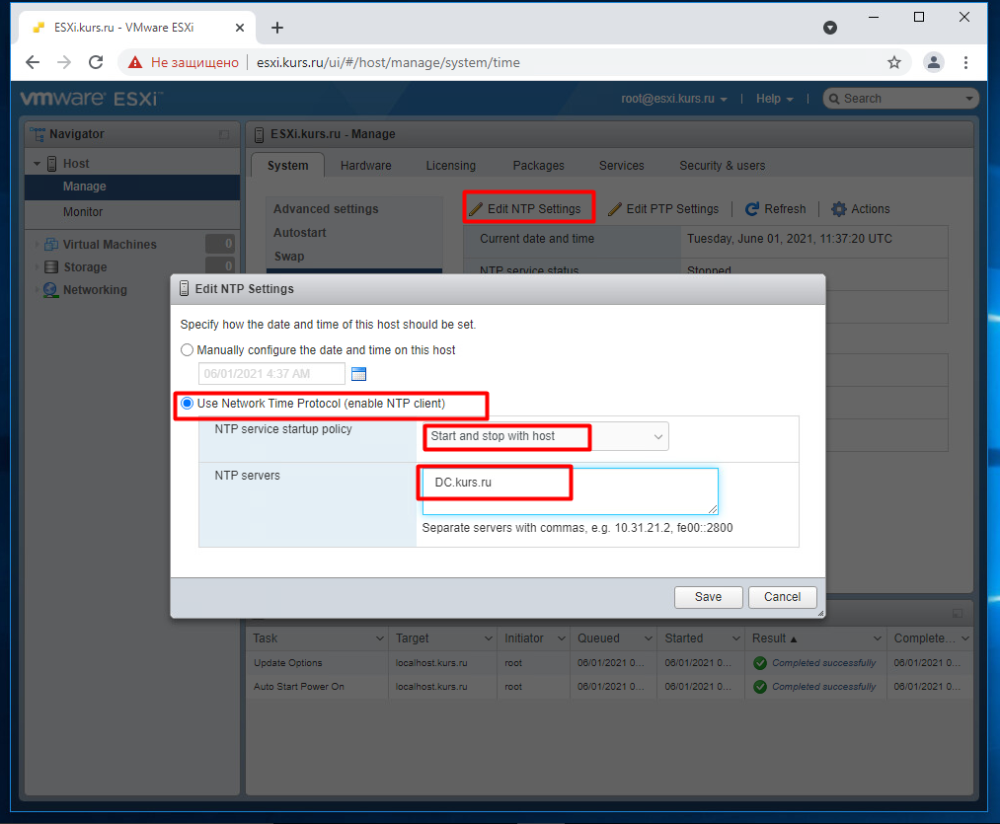 ESXi.kurs.ru - VMware ESXi
Не защищено esxi.kurs.ru/ui/#/host/manage/system/time
vmware ESXi™ root@esxi.kurs.ru Help Search
Navigator ESXi.kurs.ru - Manage
Host System Hardware Licensing Packages Services Security & users
Manage
Monitor Advanced settings Edit NTP Settings Edit PTP Settings Refresh Actions
Autostart
Virtual Machines 0 Swap Current date and time Tuesday, June 01, 2021, 11:37:20 UTC
Storage 0 NTP service status Stopped
Networking
Edit NTP Settings
Specify how the date and time of this host should be set.
Manually configure the date and time on this host
06/01/2021 4:37 AM
Use Network Time Protocol (enable NTP client)
NTP service startup policy Start and stop with host
NTP servers DC.kurs.ru
Separate servers with commas, e.g. 10.31.21.2, fe00::2800
Save Cancel
Task Target Initiator Queued Started Result Complete...
Update Options localhost.kurs.ru root 06/01/2021 0... 06/01/2021 0... Completed successfully 06/01/2021 0...
Auto Start Power On localhost.kurs.ru root 06/01/2021 0... 06/01/2021 0... Completed successfully 06/01/2021 0...